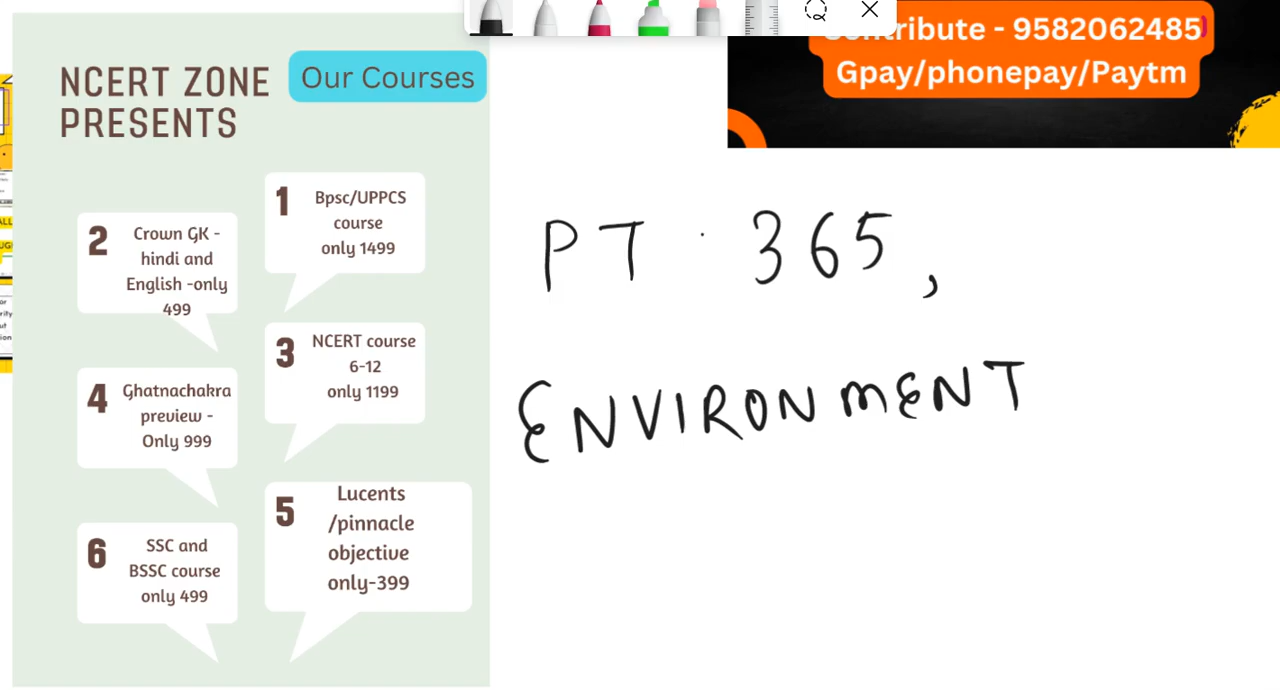 NCERT ZONE
PRESENTS
Our Courses
1
Bpsc/UPPCS
course
only 1499
2
Crown GK -
hindi and
English -only
499
3
NCERT course
6-12
only 1199
4
Ghatnachakra
preview -
Only 999
5
Lucents
/pinnacle
objective
only-399
6
SSC and
BSSC course
only 499
Contribute - 9582062485
Gpay/phonepay/Paytm
PT 365,
ENVIRONMENT